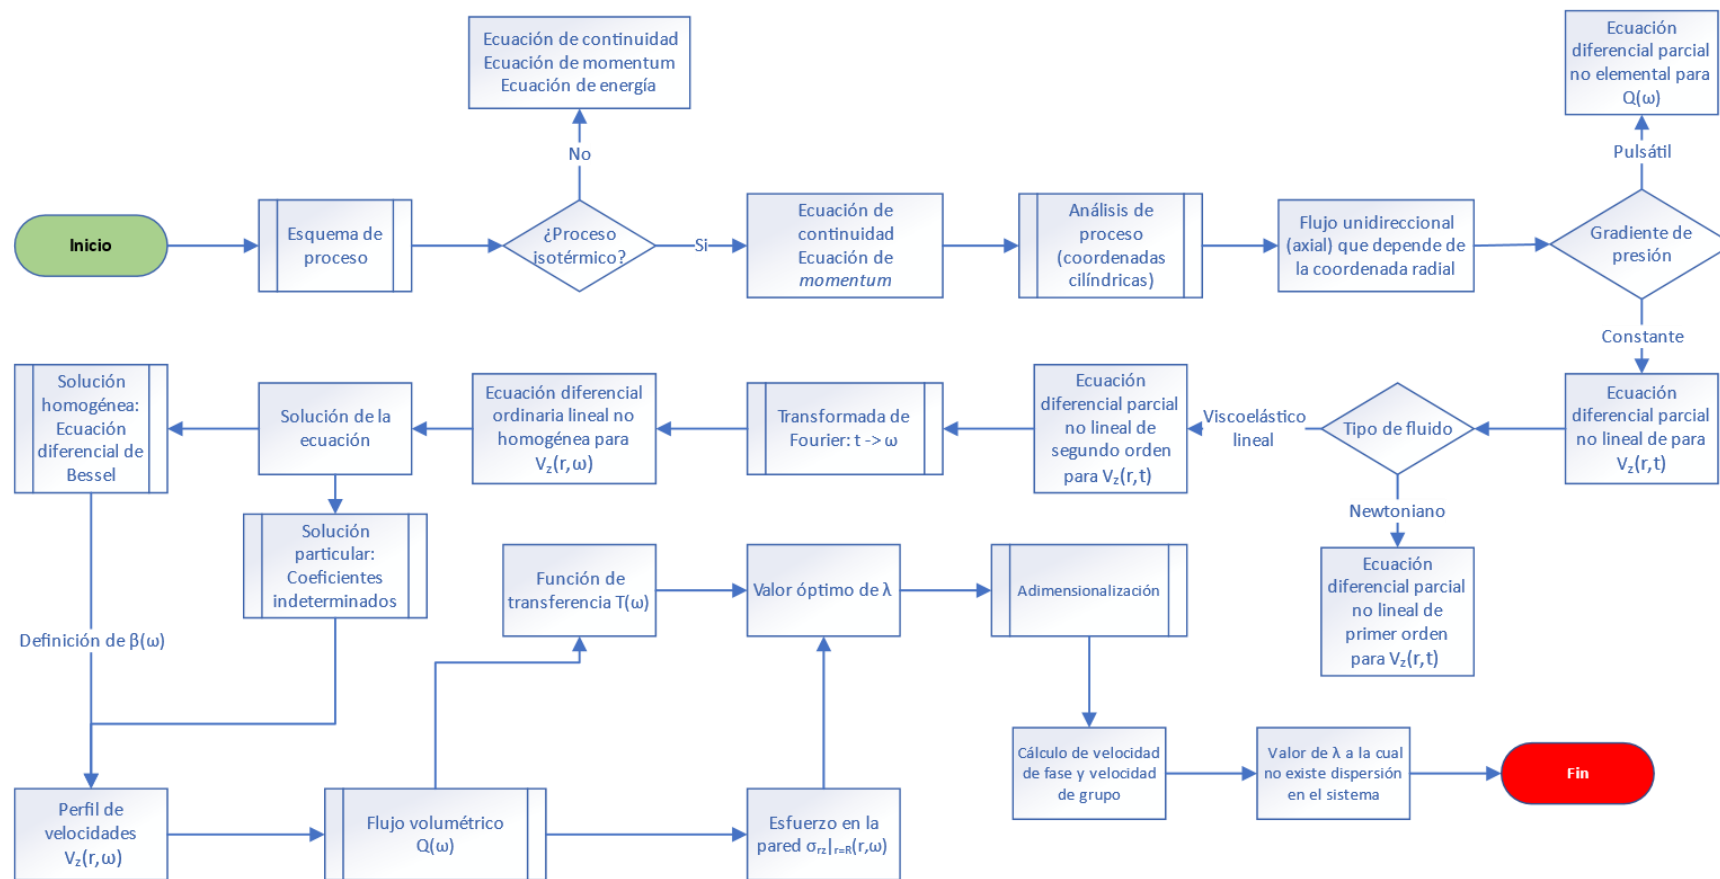 Ecuación de continuidad
Ecuación de momentum
Ecuación de energía
No
Inicio
Esquema de
proceso
¿Proceso
isotérmico?
Si
Ecuación de
continuidad
Ecuación de
momentum
Análisis de
proceso
(coordenadas
cilíndricas)
Flujo unidireccional
(axial) que depende de
la coordenada radial
Gradiente de
presión
Pulsátil
Ecuación
diferencial parcial
no elemental para
Q(ω)
Constante
Ecuación
diferencial parcial
no lineal de para
Vz(r,t)
Tipo de fluido
Newtoniano
Ecuación
diferencial parcial
no lineal de
primer orden
para Vz(r,t)
Viscoelástico
lineal
Ecuación
diferencial parcial
no lineal de
segundo orden
para Vz(r,t)
Transformada de
Fourier: t -> ω
Ecuación diferencial
ordinaria lineal no
homogénea para
Vz(r,ω)
Solución de la
ecuación
Solución
homogénea:
Ecuación
diferencial de
Bessel
Solución
particular:
Coeficientes
indeterminados
Definición de β(ω)
Perfil de
velocidades
Vz(r,ω)
Flujo volumétrico
Q(ω)
Función de
transferencia T(ω)
Esfuerzo en la
pared σrz|r=R(r,ω)
Valor óptimo de λ
Adimensionalización
Cálculo de velocidad
de fase y velocidad
de grupo
Valor de λ a la cual
no existe dispersión
en el sistema
Fin